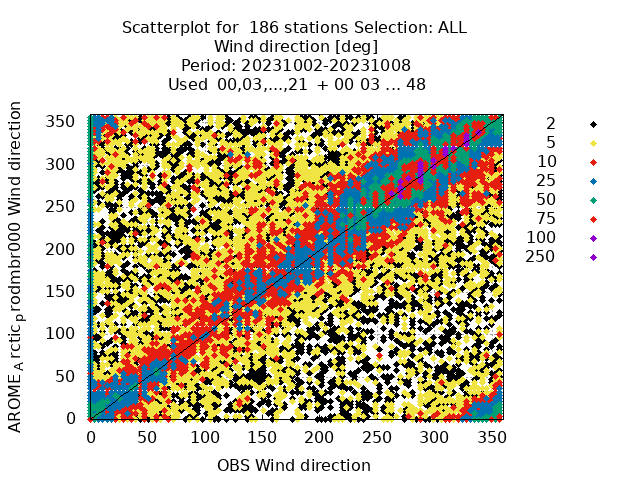 Scatterplot for 186 stations Selection: ALL
Wind direction [deg]
Period: 20231002-20231008
Used 00,03,...,21 + 00 03 ... 48
AROME_Arctic_prodmbr000 Wind direction
350
300
250
200
150
100
50
0
0 50 100 150 200 250 300 350
OBS Wind direction
2
5
10
25
50
75
100
250